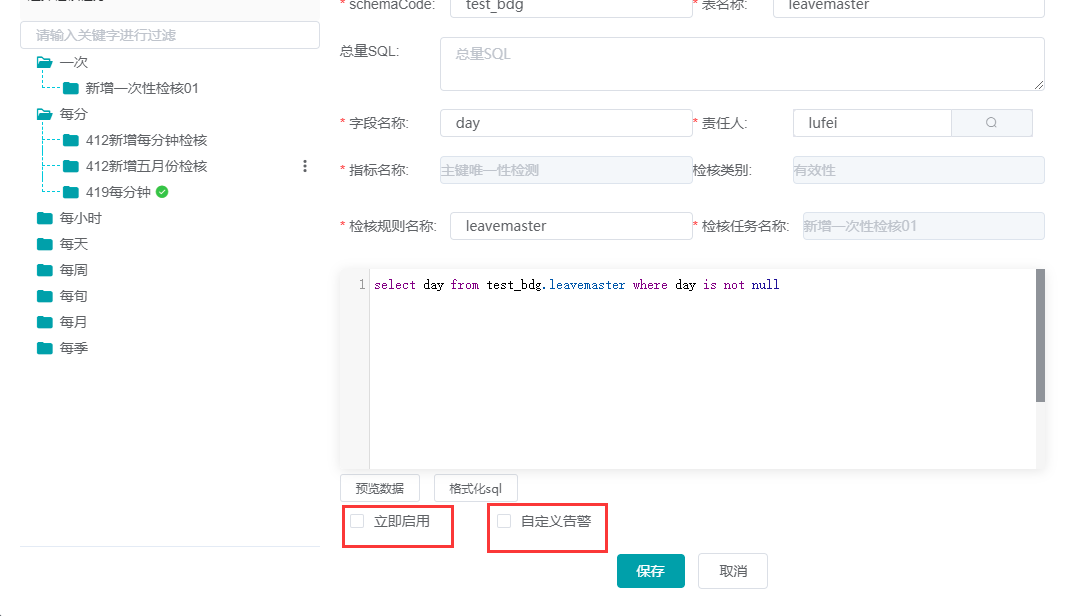 * schemaCode: test_bdg * 表名称: leavemaster
请输入关键字进行过滤
一次
总量SQL: 总量SQL
新增一次性检核01
每分
* 字段名称: day * 责任人: lufei
412新增每分钟检核
412新增五月份检核
* 指标名称: 主键唯一性检测 检核类别: 有效性
419每分钟
每小时
* 检核规则名称: leavemaster * 检核任务名称: 新增一次性检核01
每天
每周
1 select day from test_bdg.leavemaster where day is not null
每旬
每月
每季
预览数据 格式化sql
立即启用 自定义告警
保存 取消